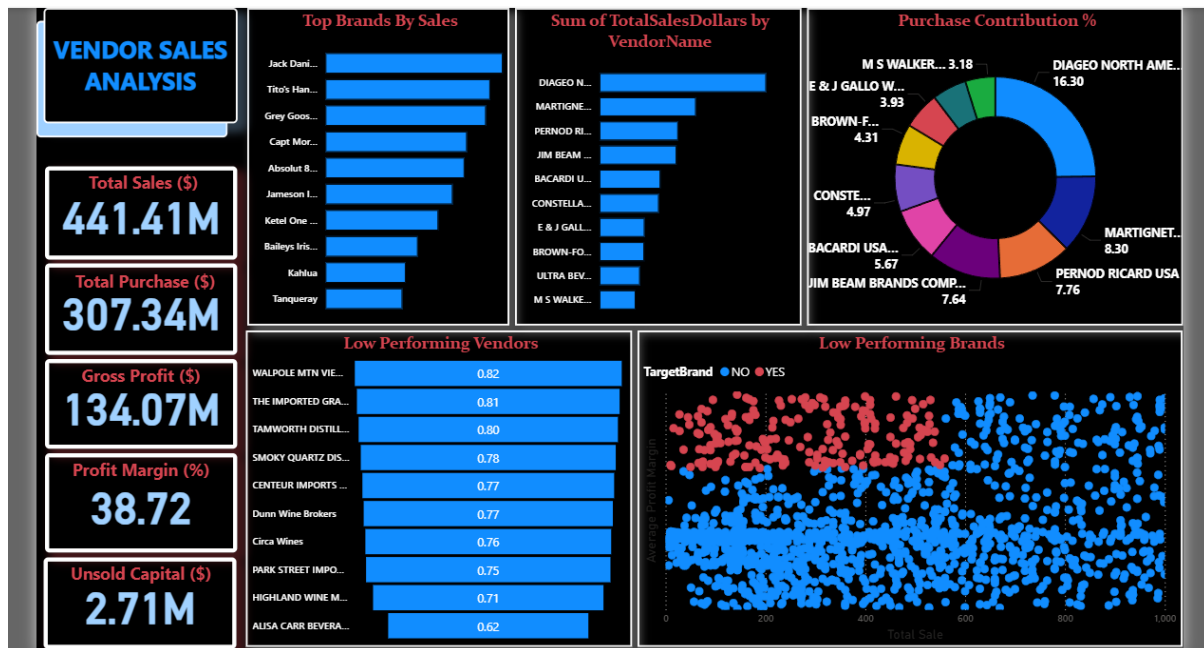 VENDOR SALES
ANALYSIS
Total Sales ($)
441.41M
Total Purchase ($)
307.34M
Gross Profit ($)
134.07M
Profit Margin (%)
38.72
Unsold Capital ($)
2.71M
Top Brands By Sales
Jack Dani...
Tito's Han...
Grey Goos...
Capt Mor...
Absolut 8...
Jameson I...
Ketel One ...
Baileys Iris...
Kahlua
Tanqueray
Sum of TotalSalesDollars by
VendorName
DIAGEO N...
MARTIGNE...
PERNOD RI...
JIM BEAM ...
BACARDI U...
CONSTELLA...
E & J GALL...
BROWN-FO...
ULTRA BEV...
M S WALKE...
Purchase Contribution %
M S WALKER... 3.18
DIAGEO NORTH AME...
16.30
E & J GALLO W...
3.93
BROWN-F...
4.31
CONSTE...
4.97
MARTIGNET...
8.30
BACARDI USA...
5.67
PERNOD RICARD USA
7.76
JIM BEAM BRANDS COMP...
7.64
Low Performing Vendors
WALPOLE MTN VIE... 0.82
THE IMPORTED GRA... 0.81
TAMWORTH DISTILL... 0.80
SMOKY QUARTZ DIS... 0.78
CENTEUR IMPORTS ... 0.77
Dunn Wine Brokers 0.77
Circa Wines 0.76
PARK STREET IMPO... 0.75
HIGHLAND WINE M... 0.71
ALISA CARR BEVERA... 0.62
Low Performing Brands
TargetBrand NO YES
Average Profit Margin
0 200 400 600 800 1,000
Total Sale